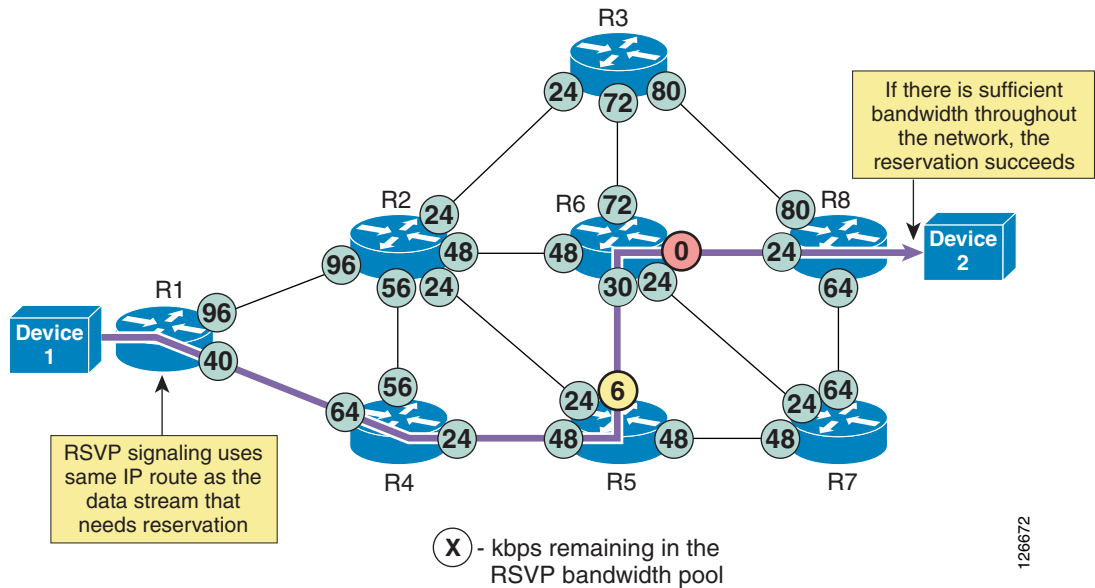 R3
24
72
80
If there is sufficient
bandwidth throughout
the network, the
reservation succeeds
R2
24
R6
72
80
R8
96
48
48
0
24
Device
2
56
24
30
24
64
R1
96
Device
1
40
56
6
64
64
24
48
24
48
24
48
R4
R5
R7
RSVP signaling uses
same IP route as the
data stream that
needs reservation
X - kbps remaining in the
RSVP bandwidth pool
126672